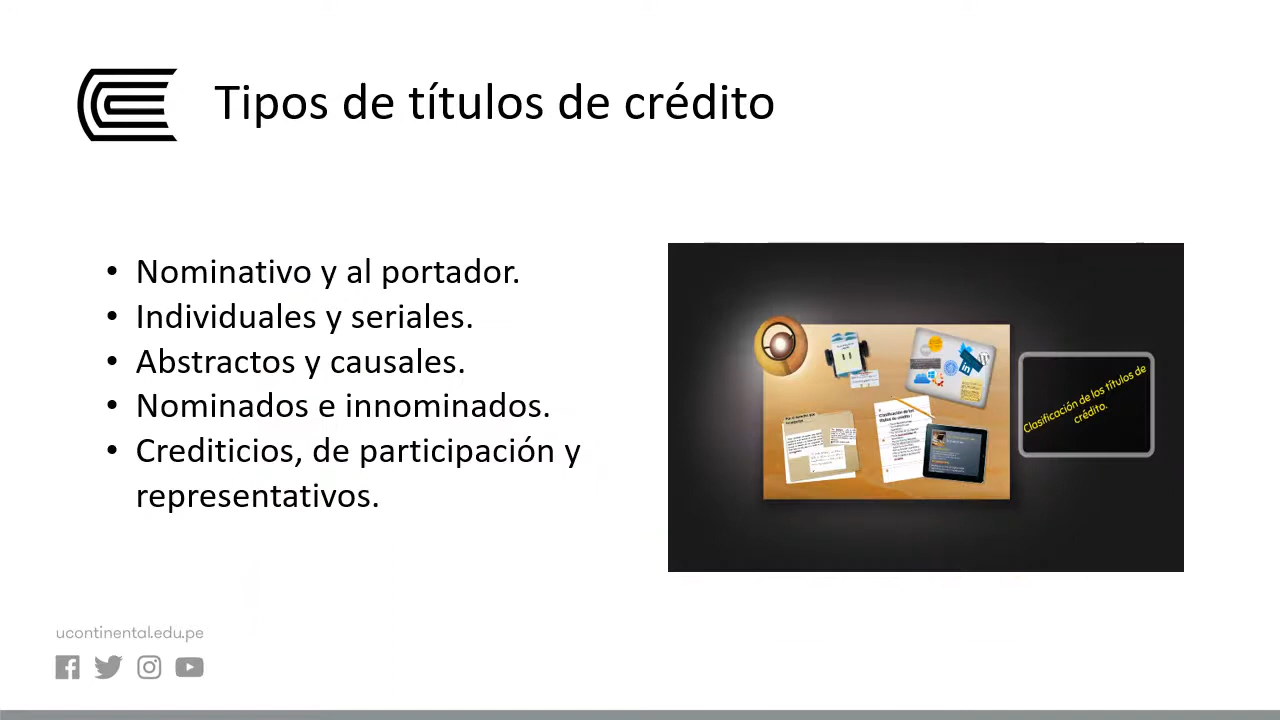 Tipos de títulos de crédito
• Nominativo y al portador.
• Individuales y seriales.
• Abstractos y causales.
• Nominados e innominados.
• Crediticios, de participación y
representativos.
Clasificación de los títulos de
crédito.
in
W
ucontinental.edu.pe